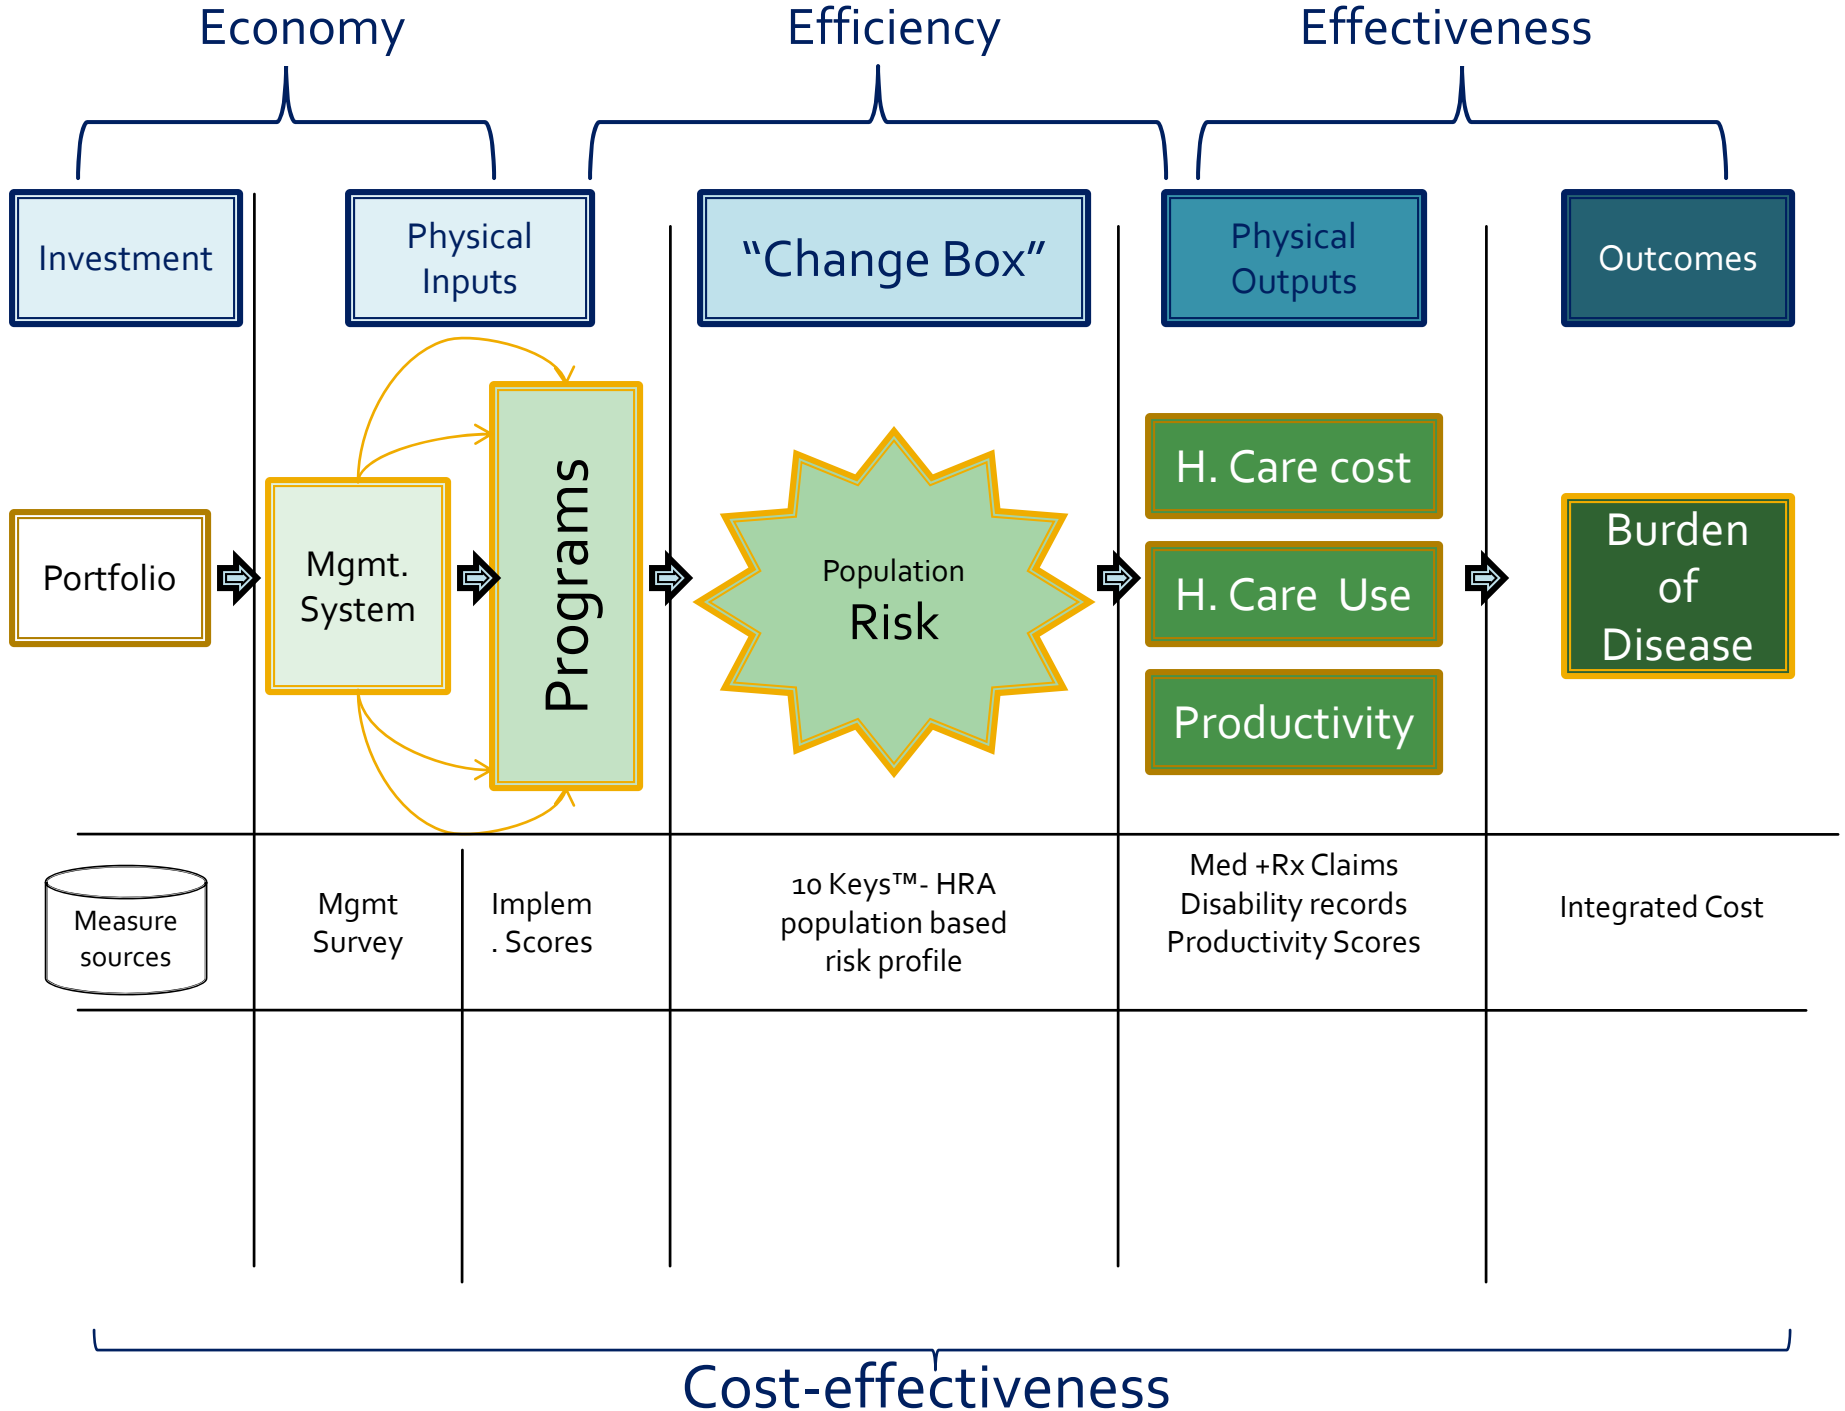 Economy
Efficiency
Effectiveness
Investment
Physical
Inputs
“Change Box”
Physical
Outputs
Outcomes
Portfolio
Mgmt.
System
Programs
Population
Risk
H. Care cost
H. Care Use
Productivity
Burden
of
Disease
Measure
sources
Mgmt
Survey
Implem
. Scores
10 Keys™- HRA
population based
risk profile
Med +Rx Claims
Disability records
Productivity Scores
Integrated Cost
Cost-effectiveness